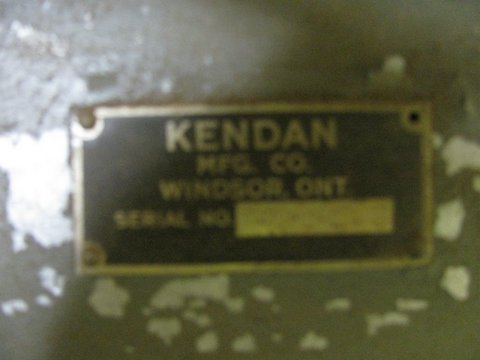 KENDAN
MFG. CO.
WINDSOR, ONT.
SERIAL NO.